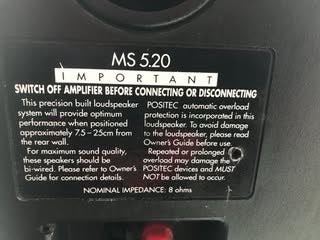 MS 5.20
IMPORTANT
SWITCH OFF AMPLIFIER BEFORE CONNECTING OR DISCONNECTING
This precision built loudspeaker
system will provide optimum
performance when positioned
approximately 7.5 - 25cm from
the rear wall.
For maximum sound quality,
these speakers should be
bi-wired. Please refer to Owner's
Guide for connection details.
POSITEC automatic overload
protection is incorporated in this
loudspeaker. To avoid damage
to the loudspeaker, please read
Owner's Guide before use.
Repeated or prolonged
overload may damage the
POSITEC devices and MUST
NOT be allowed to occur.
NOMINAL IMPEDANCE: 8 ohms